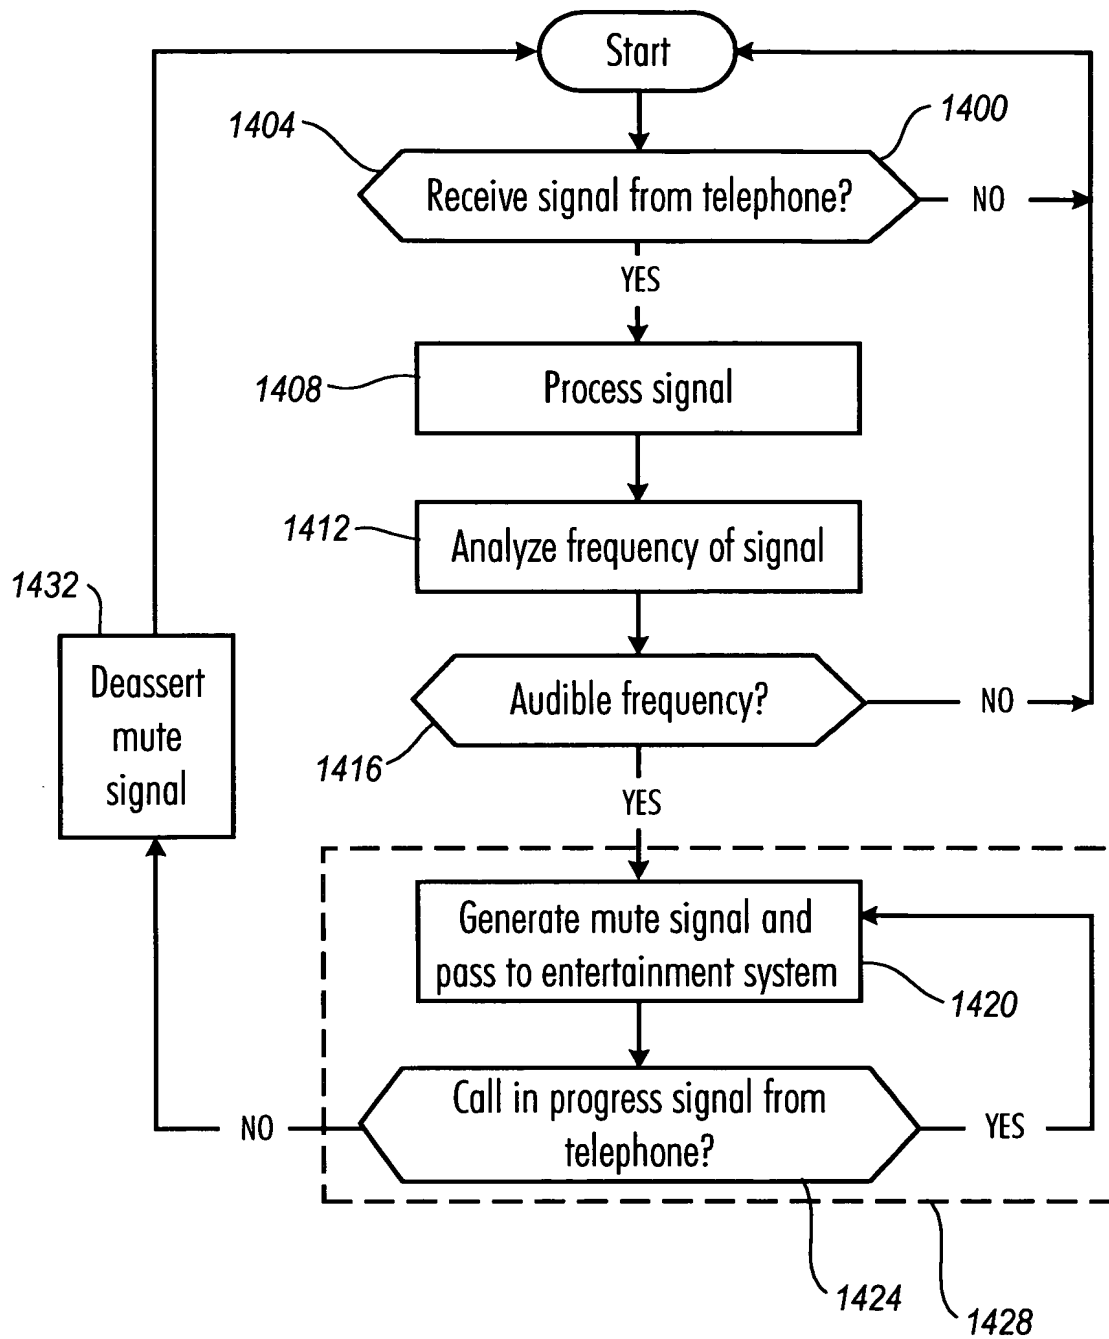 Start
1404
1400
Receive signal from telephone?
NO
YES
1408
Process signal
1412
Analyze frequency of signal
1432
Deassert
mute
signal
Audible frequency?
NO
1416
YES
Generate mute signal and
pass to entertainment system
1420
Call in progress signal from
telephone?
NO
YES
1424
1428